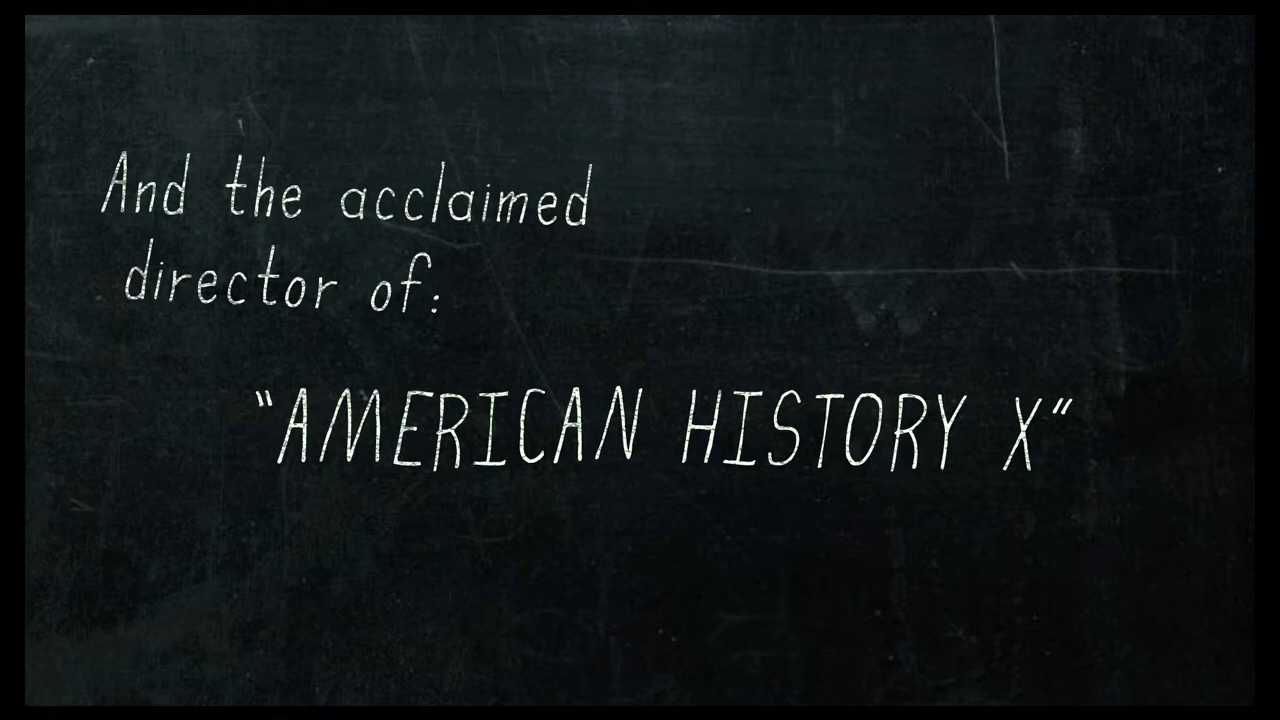 And the acclaimed
director of:
"AMERICAN HISTORY X"